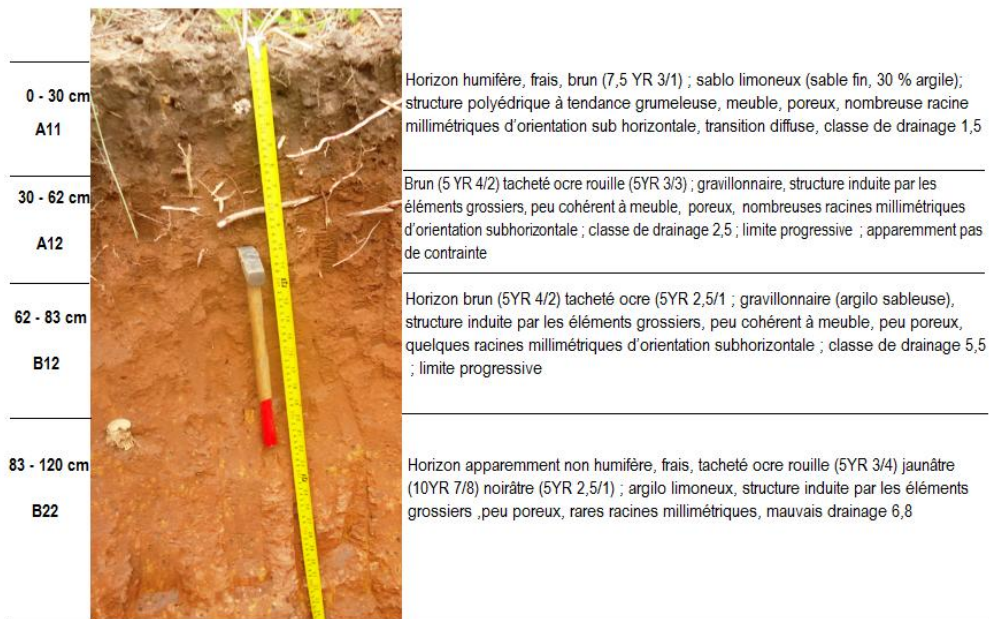 0 - 30 cm
A11
Horizon humifère, frais, brun (7,5 YR 3/1) ; sablo limoneux (sable fin, 30 % argile);
structure polyédrique à tendance grumeleuse, meuble, poreux, nombreuse racine
millimétriques d’orientation sub horizontale, transition diffuse, classe de drainage 1,5
30 - 62 cm
A12
Brun (5 YR 4/2) tacheté ocre rouille (5YR 3/3) ; gravillonnaire, structure induite par les
éléments grossiers, peu cohérent à meuble, poreux, nombreuses racines millimétriques
d’orientation subhorizontale ; classe de drainage 2,5 ; limite progressive ; apparemment pas
de contrainte
62 - 83 cm
B12
Horizon brun (5YR 4/2) tacheté ocre (5YR 2,5/1 ; gravillonnaire (argilo sableuse),
structure induite par les éléments grossiers, peu cohérent à meuble, peu poreux,
quelques racines millimétriques d’orientation subhorizontale ; classe de drainage 5,5
; limite progressive
83 - 120 cm
B22
Horizon apparemment non humifère, frais, tacheté ocre rouille (5YR 3/4) jaunâtre
(10YR 7/8) noirâtre (5YR 2,5/1) ; argilo limoneux, structure induite par les éléments
grossiers ,peu poreux, rares racines millimétriques, mauvais drainage 6,8